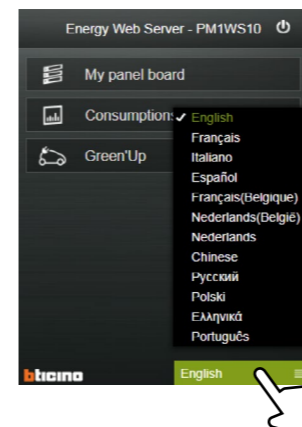 Energy Web Server - PM1WS10
My panel board
Consumption
Green'Up
✓ English
Français
Italiano
Español
Français(Belgique)
Nederlands(België)
Nederlands
Chinese
Русский
Polski
Ελληνικά
Português
bticino
English